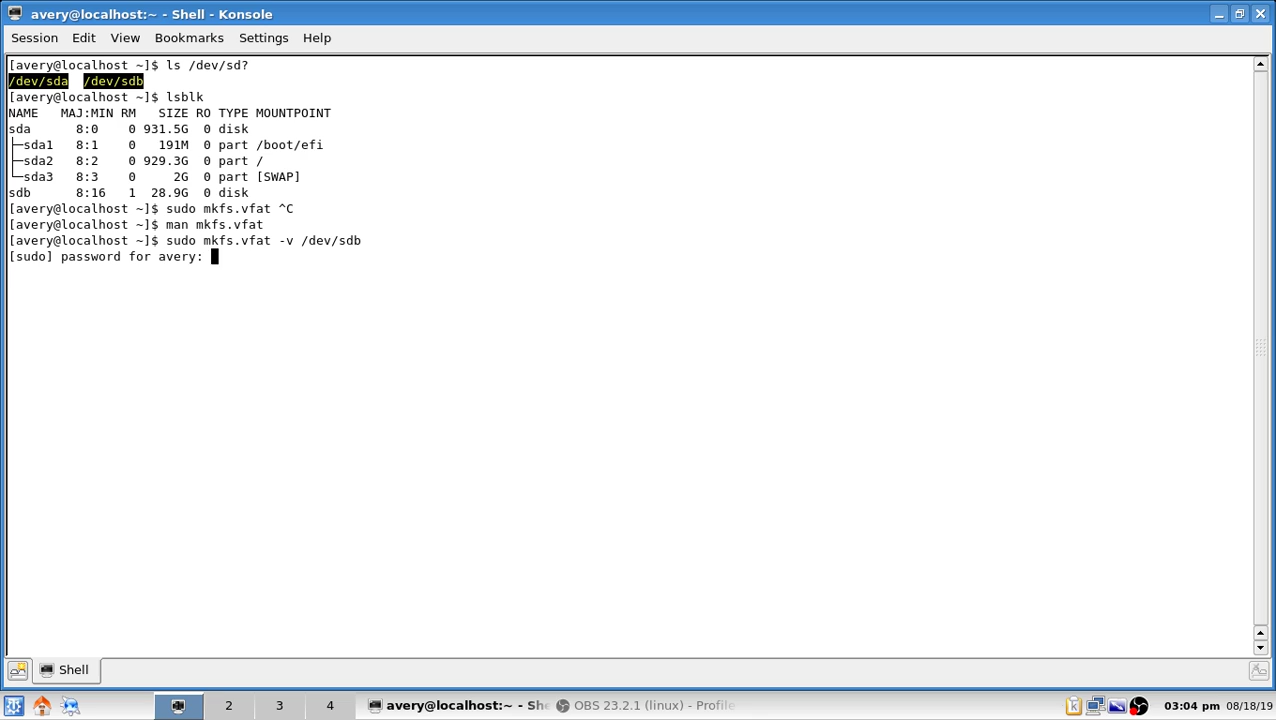 avery@localhost:~ - Shell - Konsole
Session Edit View Bookmarks Settings Help
[avery@localhost ~]$ ls /dev/sd?
/dev/sda  /dev/sdb
[avery@localhost ~]$ lsblk
NAME   MAJ:MIN RM   SIZE RO TYPE MOUNTPOINT
sda      8:0    0 931.5G  0 disk
├─sda1   8:1    0   191M  0 part /boot/efi
├─sda2   8:2    0 929.3G  0 part /
└─sda3   8:3    0     2G  0 part [SWAP]
sdb      8:16   1  28.9G  0 disk
[avery@localhost ~]$ sudo mkfs.vfat ^C
[avery@localhost ~]$ man mkfs.vfat
[avery@localhost ~]$ sudo mkfs.vfat -v /dev/sdb
[sudo] password for avery:
Shell
2 3 4 avery@localhost:~ - She OBS 23.2.1 (linux) - Profile 03:04 pm 08/18/19